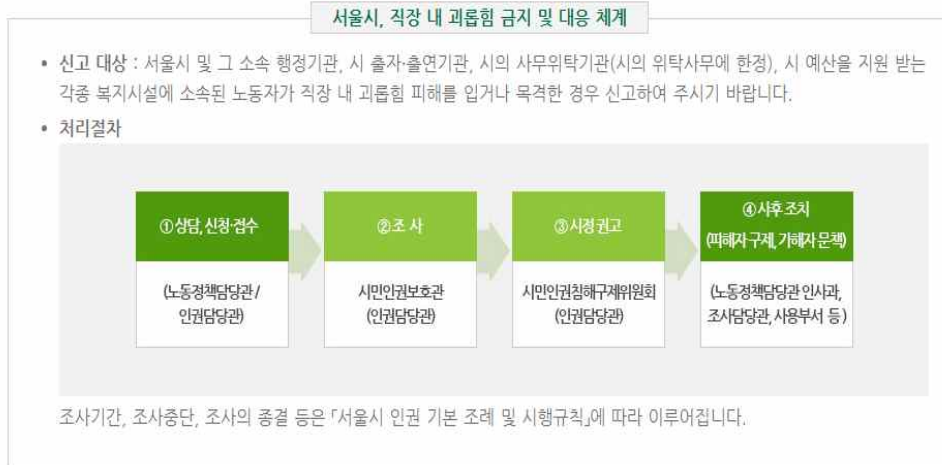 서울시, 직장 내 괴롭힘 금지 및 대응 체계
• 신고 대상 : 서울시 및 그 소속 행정기관, 시 출자·출연기관, 시의 사무위탁기관(시의 위탁사무에 한정), 시 예산을 지원 받는
각종 복지시설에 소속된 노동자가 직장 내 괴롭힘 피해를 입거나 목격한 경우 신고하여 주시기 바랍니다.
• 처리절차
①상담, 신청·접수
(노동정책담당관 /
인권담당관)
②조 사
시민인권보호관
(인권담당관)
③시정권고
시민인권침해구제위원회
(인권담당관)
④사후 조치
(피해자 구제, 가해자 문책)
(노동정책담당관 인사과,
조사담당관, 사용부서 등 )
조사기간, 조사중단, 조사의 종결 등은 「서울시 인권 기본 조례 및 시행규칙」에 따라 이루어집니다.